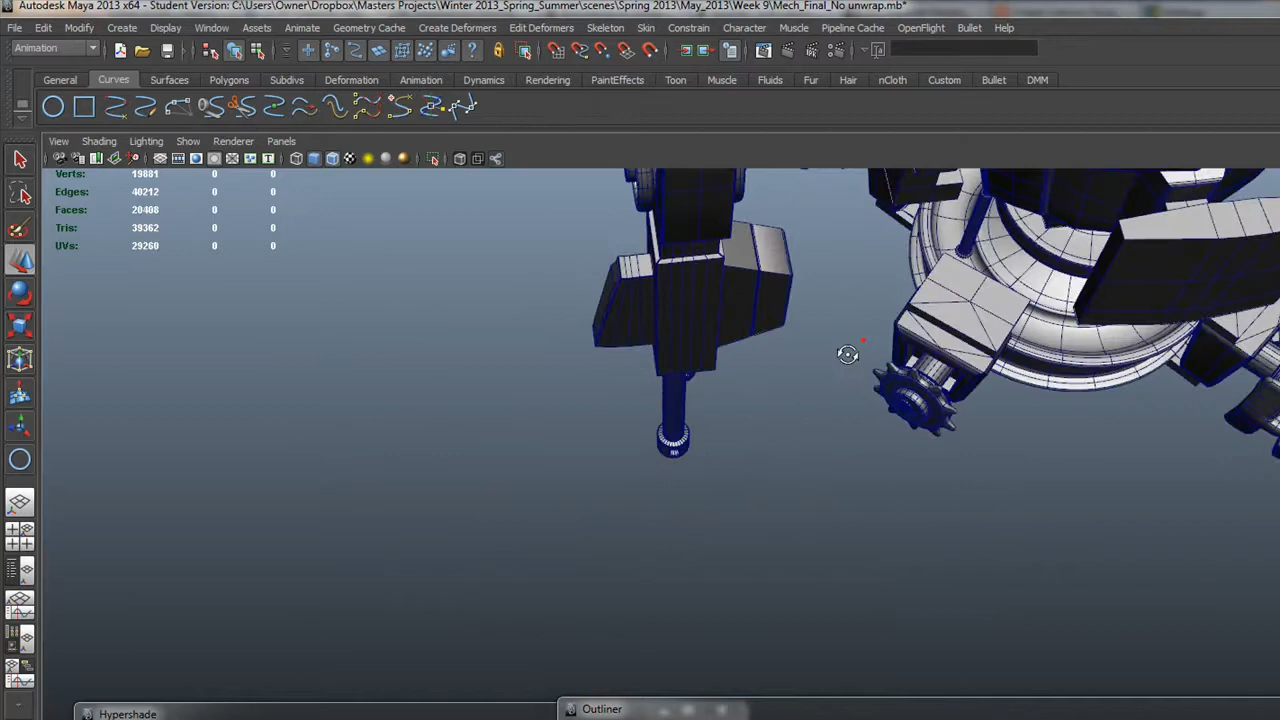 Autodesk Maya 2013 x64 - Student Version: C:\Users\Owner\Dropbox\Masters Projects\Winter 2013_Spring_Summer\scenes\Spring 2013\May_2013\Week 9\Mech_Final_No unwrap.mb*
File Edit Modify Create Display Window Assets Animate Geometry Cache Create Deformers Edit Deformers Skeleton Skin Constrain Character Muscle Pipeline Cache OpenFlight Bullet Help
Animation
General Curves Surfaces Polygons Subdivs Deformation Animation Dynamics Rendering PaintEffects Toon Muscle Fluids Fur Hair nCloth Custom Bullet DMM
View Shading Lighting Show Renderer Panels
Verts: 19881 0 0
Edges: 40212 0 0
Faces: 20408 0 0
Tris: 39362 0 0
UVs: 29260 0 0
Hypershade
Outliner